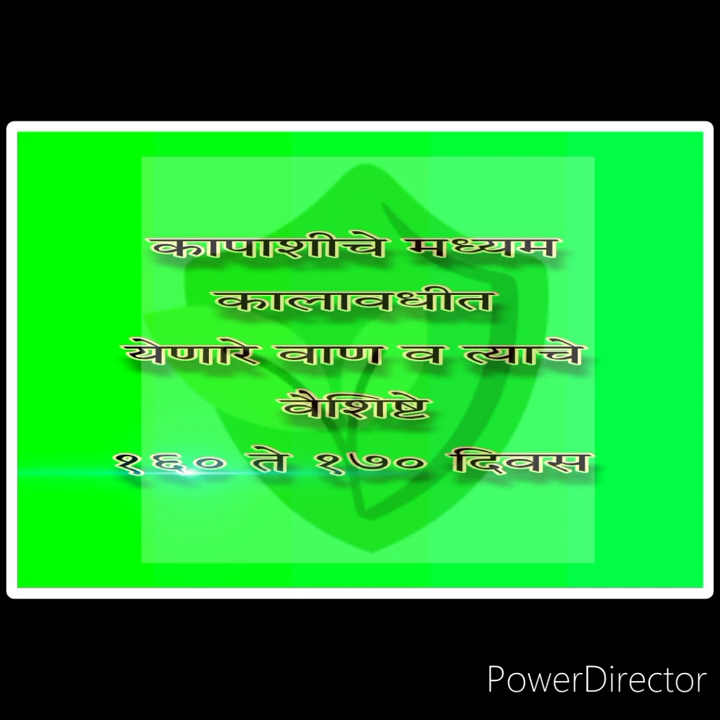 कापाशीचे मध्यम
कालावधीत
येणारे वाण व त्याचे
वैशिष्टे
१६० ते १७० दिवस
PowerDirector